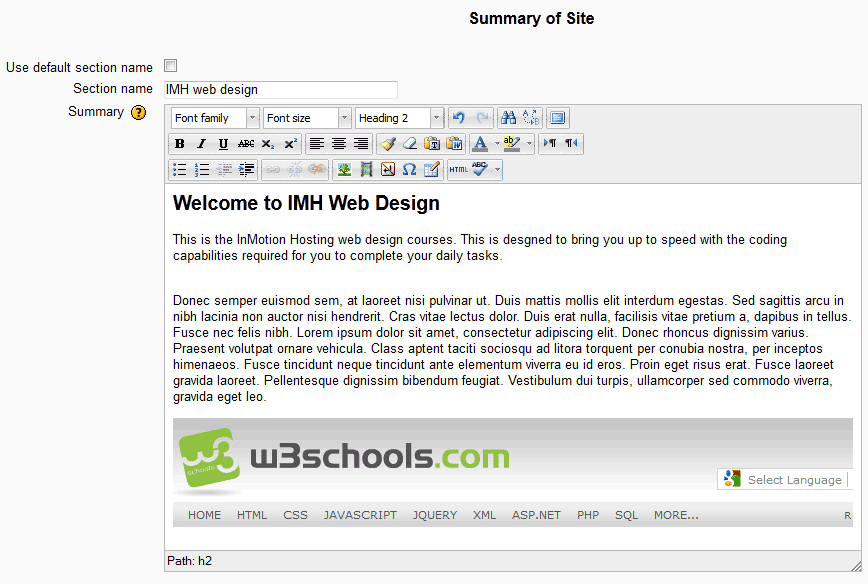 Summary of Site
Use default section name
Section name IMH web design
Summary ?
Font family Font size Heading 2
B I U ABC X₂ X²
HTML ABC
Welcome to IMH Web Design
This is the InMotion Hosting web design courses. This is desgned to bring you up to speed with the coding
capabilities required for you to complete your daily tasks.
Donec semper euismod sem, at laoreet nisi pulvinar ut. Duis mattis mollis elit interdum egestas. Sed sagittis arcu in
nibh lacinia non auctor nisi hendrerit. Cras vitae lectus dolor. Duis erat nulla, facilisis vitae pretium a, dapibus in tellus.
Fusce nec felis nibh. Lorem ipsum dolor sit amet, consectetur adipiscing elit. Donec rhoncus dignissim varius.
Praesent volutpat ornare vehicula. Class aptent taciti sociosqu ad litora torquent per conubia nostra, per inceptos
himenaeos. Fusce tincidunt neque tincidunt ante elementum viverra eu id eros. Proin eget risus erat. Fusce laoreet
gravida laoreet. Pellentesque dignissim bibendum feugiat. Vestibulum dui turpis, ullamcorper sed commodo viverra,
gravida eget leo.
w3 schools w3schools.com
Select Language
HOME HTML CSS JAVASCRIPT JQUERY XML ASP.NET PHP SQL MORE...
Path: h2